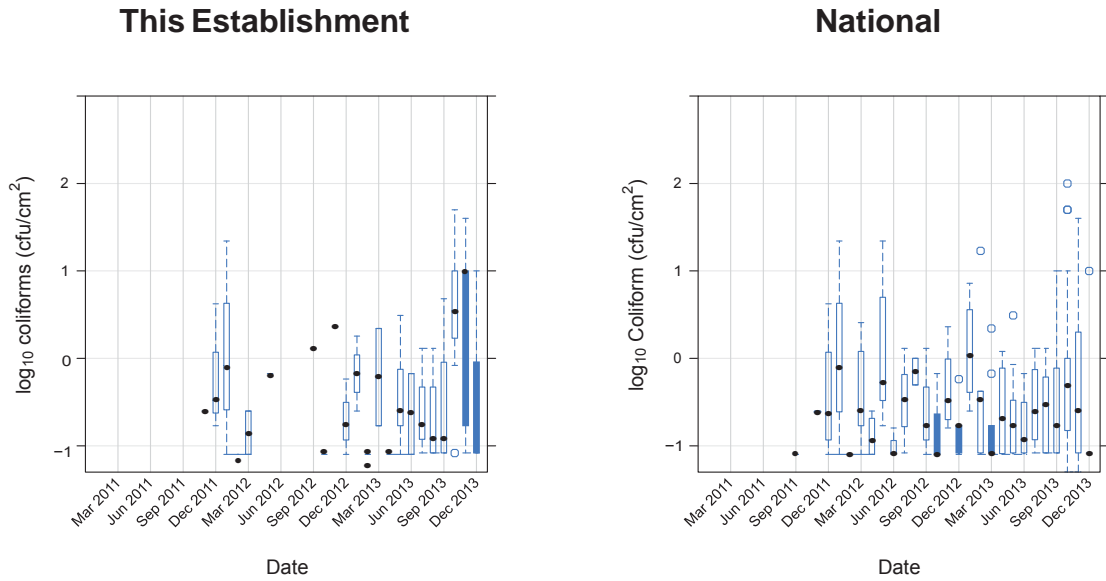 This Establishment
National
log10 coliforms (cfu/cm2)
2
1
0
−1
Mar 2011
Jun 2011
Sep 2011
Dec 2011
Mar 2012
Jun 2012
Sep 2012
Dec 2012
Mar 2013
Jun 2013
Sep 2013
Dec 2013
Date
log10 Coliform (cfu/cm2)
2
1
0
−1
Mar 2011
Jun 2011
Sep 2011
Dec 2011
Mar 2012
Jun 2012
Sep 2012
Dec 2012
Mar 2013
Jun 2013
Sep 2013
Dec 2013
Date